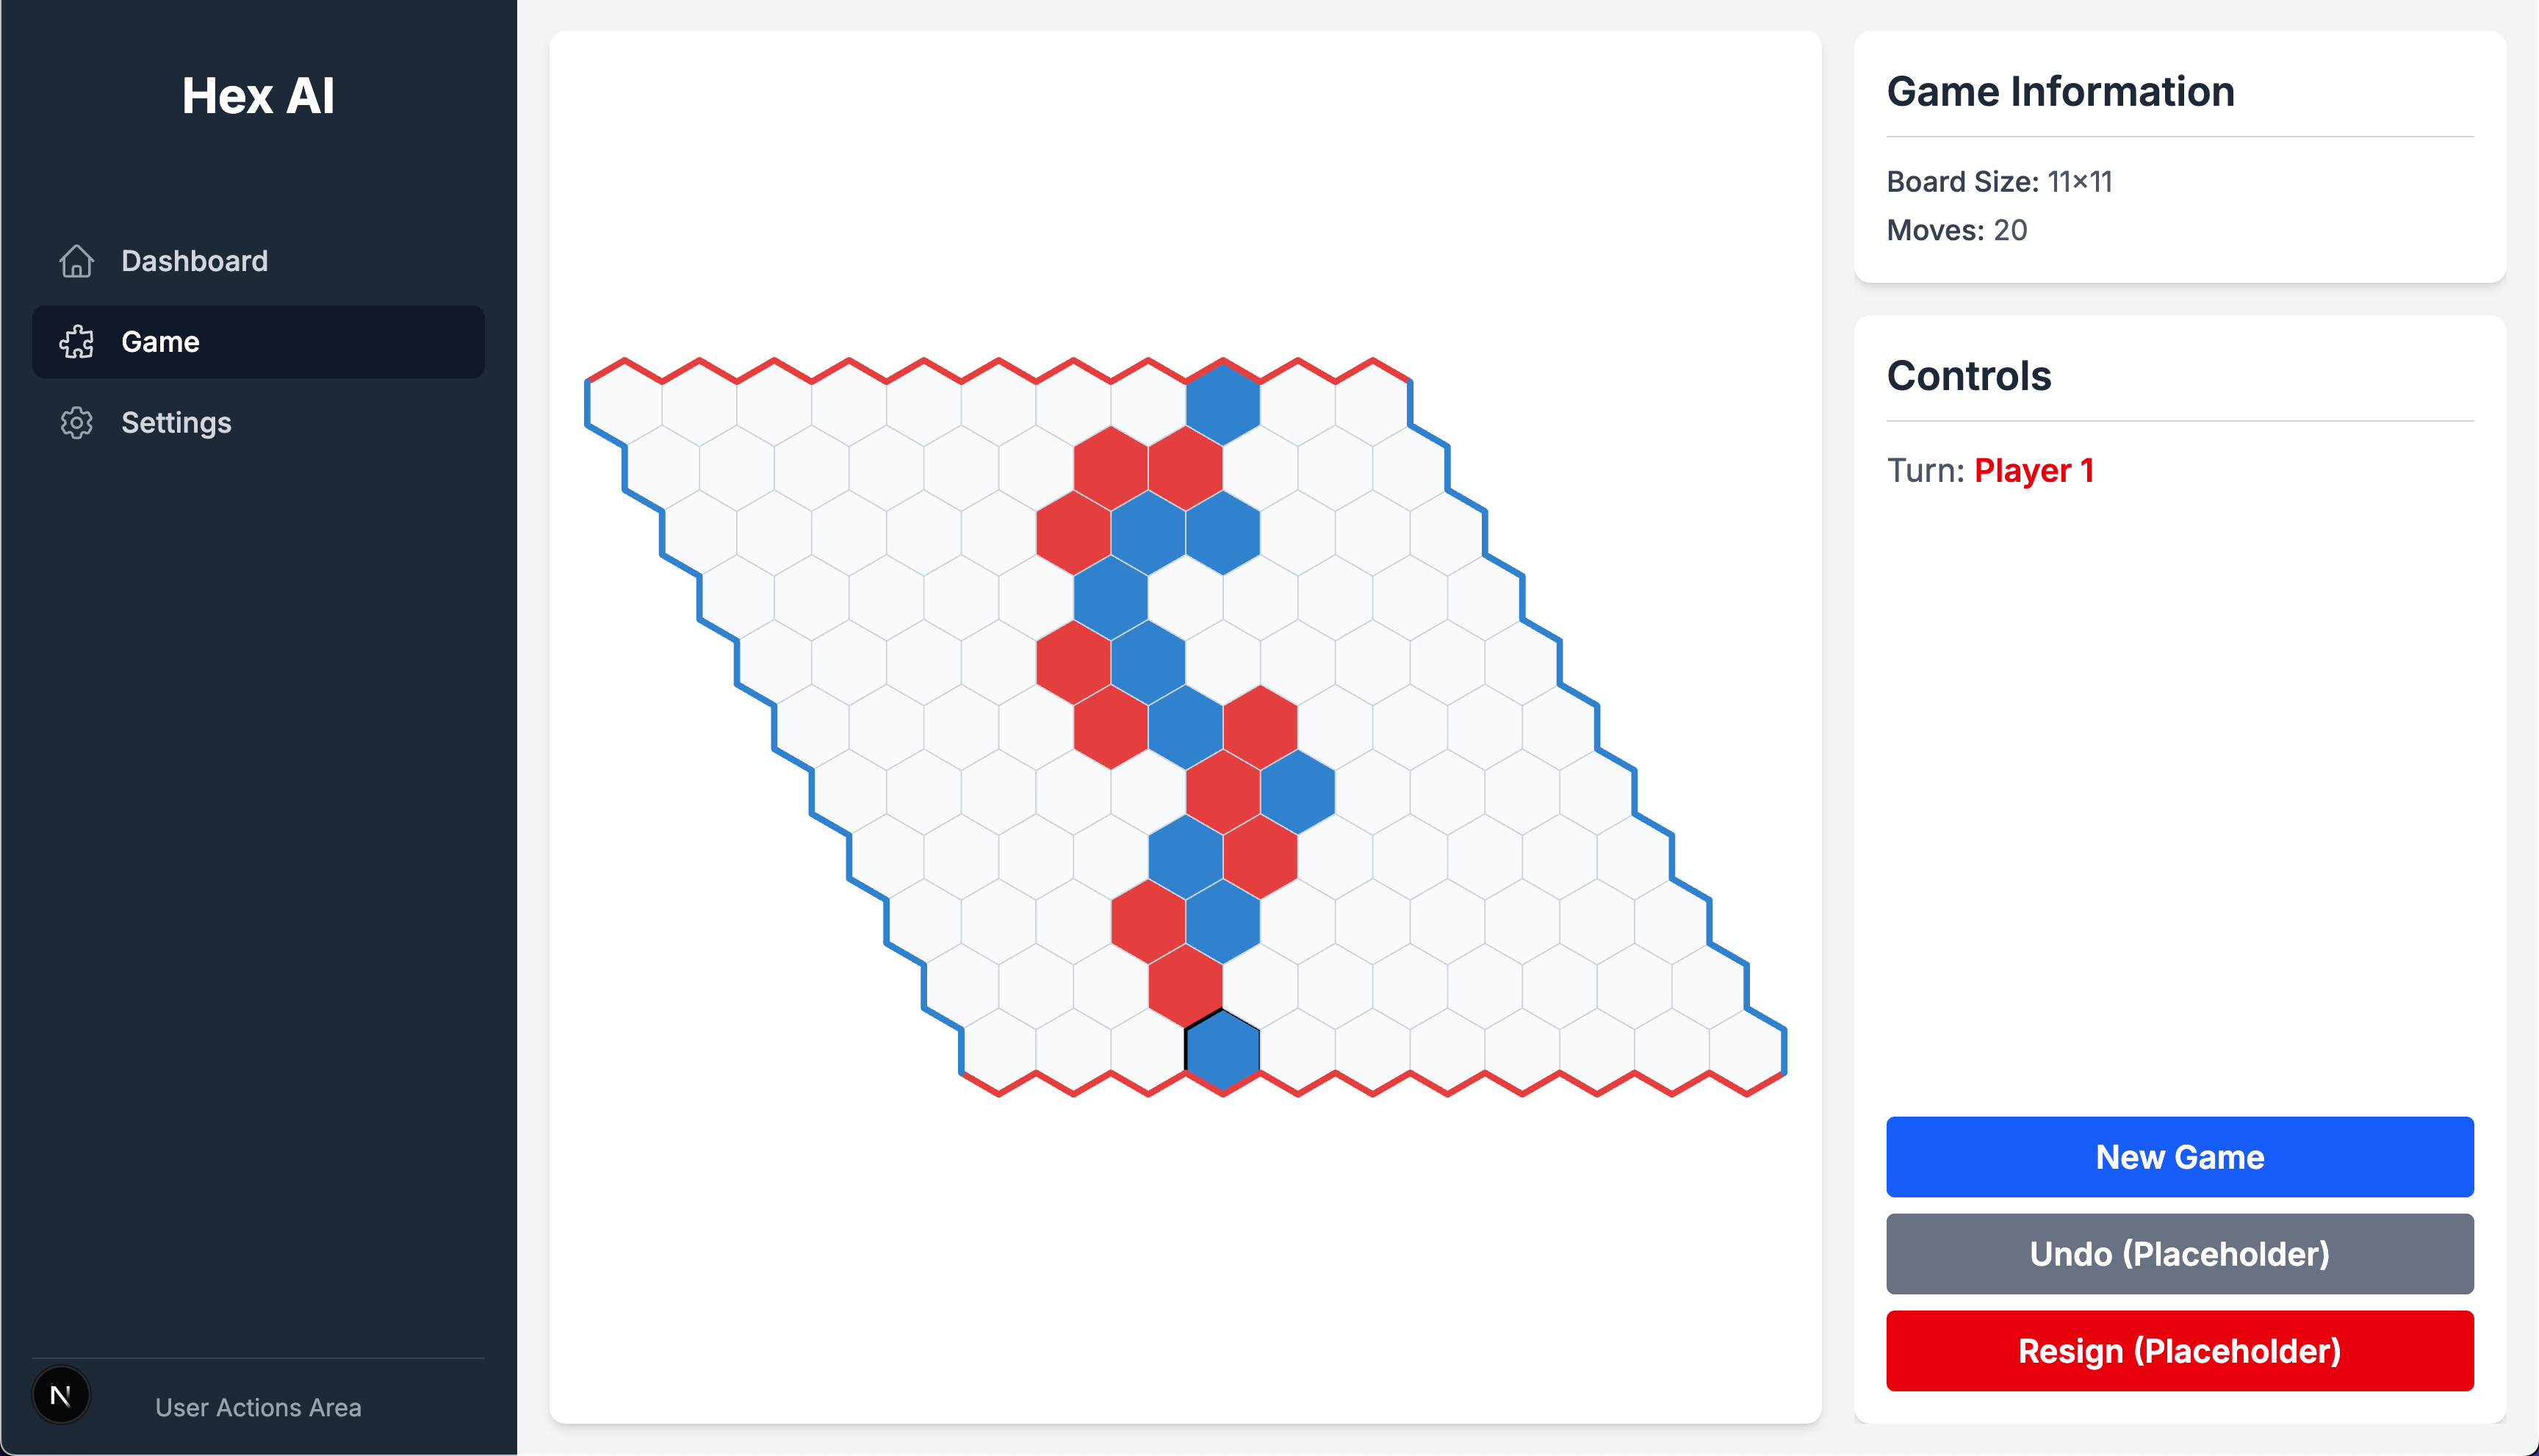 Hex AI
Dashboard
Game
Settings
N
User Actions Area
Game Information
Board Size: 11×11
Moves: 20
Controls
Turn: Player 1
New Game
Undo (Placeholder)
Resign (Placeholder)